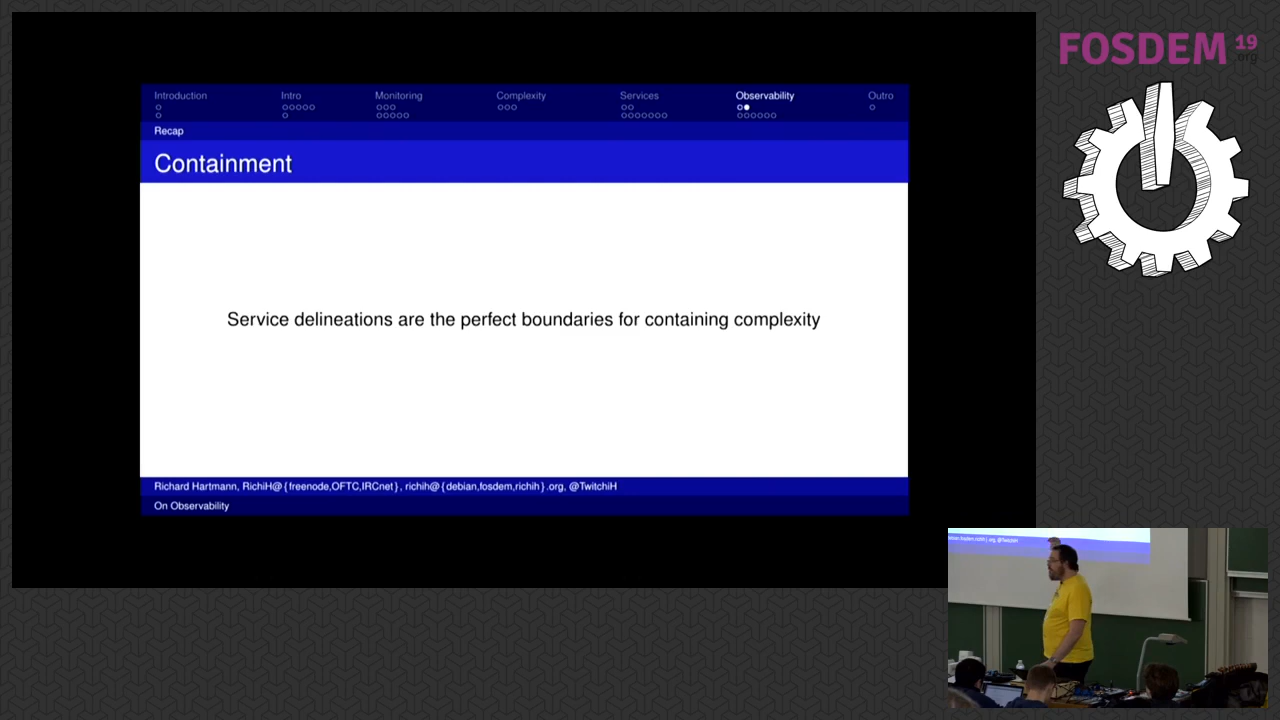 FOSDEM 19
.org
Introduction Intro Monitoring Complexity Services Observability Outro
Recap
Containment
Service delineations are the perfect boundaries for containing complexity
Richard Hartmann, RichiH@{freenode,OFTC,IRCnet}, richih@{debian,fosdem,richih}.org, @TwitchiH
On Observability